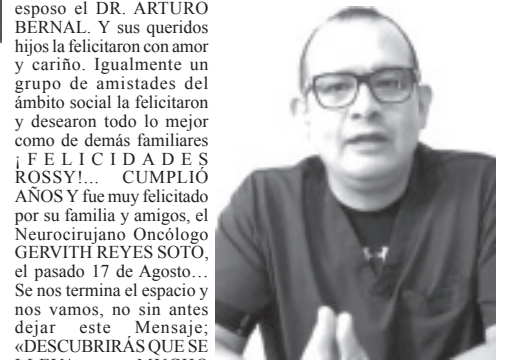 esposo el DR. ARTURO
BERNAL. Y sus queridos
hijos la felicitaron con amor
y cariño. Igualmente un
grupo de amistades del
ámbito social la felicitaron
y desearon todo lo mejor
como de demás familiares
¡FELICIDADES
ROSSY!... CUMPLIÓ
AÑOS Y fue muy felicitado
por su familia y amigos, el
Neurocirujano Oncólogo
GERVITH REYES SOTO,
el pasado 17 de Agosto…
Se nos termina el espacio y
nos vamos, no sin antes
dejar este Mensaje;
«DESCUBRIRÁS QUE SE